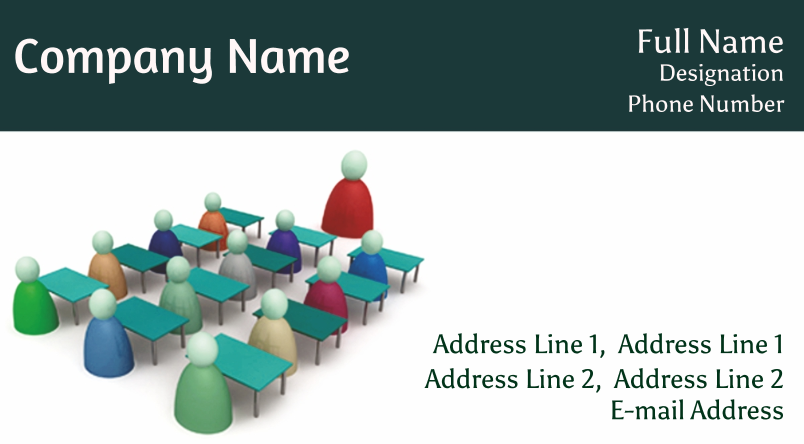 Company Name
Full Name
Designation
Phone Number
Address Line 1,  Address Line 1
Address Line 2,  Address Line 2
E-mail Address